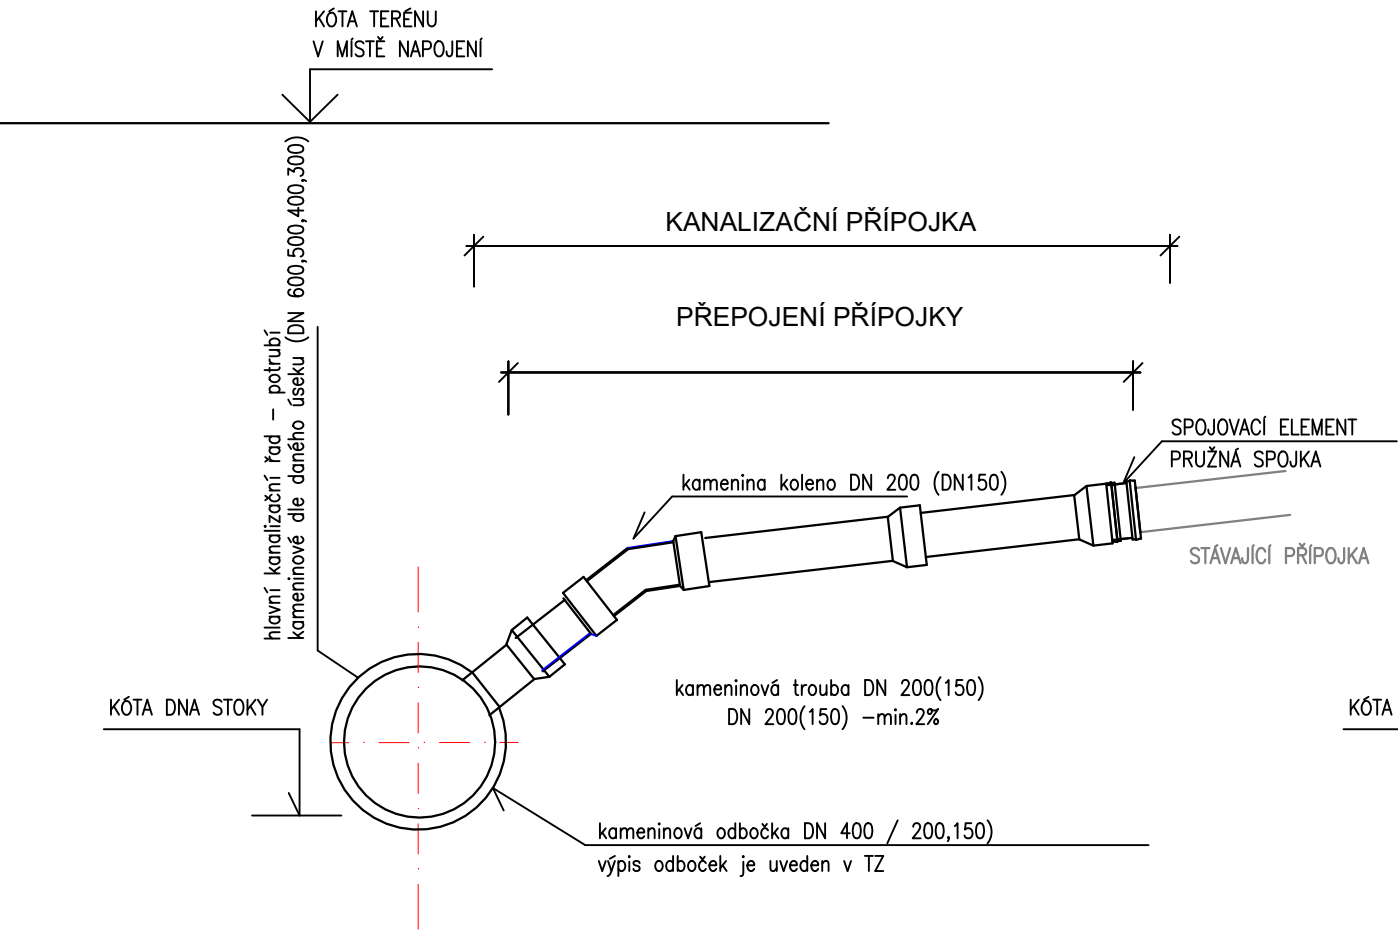 KÓTA TERÉNU
V MÍSTĚ NAPOJENÍ
hlavní kanalizační řad - potrubí
kameninové dle daného úseku (DN 600,500,400,300)
KANALIZAČNÍ PŘÍPOJKA
PŘEPOJENÍ PŘÍPOJKY
SPOJOVACÍ ELEMENT
PRUŽNÁ SPOJKA
kamenina koleno DN 200 (DN150)
STÁVAJÍCÍ PŘÍPOJKA
kameninová trouba DN 200(150)
DN 200(150) -min.2%
KÓTA DNA STOKY
KÓTA
kameninová odbočka DN 400 / 200,150)
výpis odboček je uveden v TZ